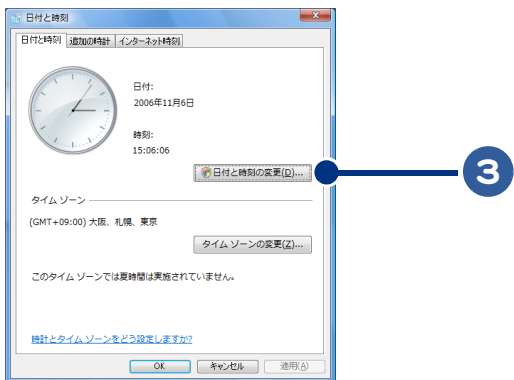 日付と時刻
日付と時刻 追加の時計 インターネット時刻
日付:
2006年11月6日
時刻:
15:06:06
日付と時刻の変更(D)...
3
タイム ゾーン
(GMT+09:00) 大阪、札幌、東京
タイム ゾーンの変更(Z)...
このタイム ゾーンでは夏時間は実施されていません。
時計とタイム ゾーンをどう設定しますか?
OK キャンセル 適用(A)